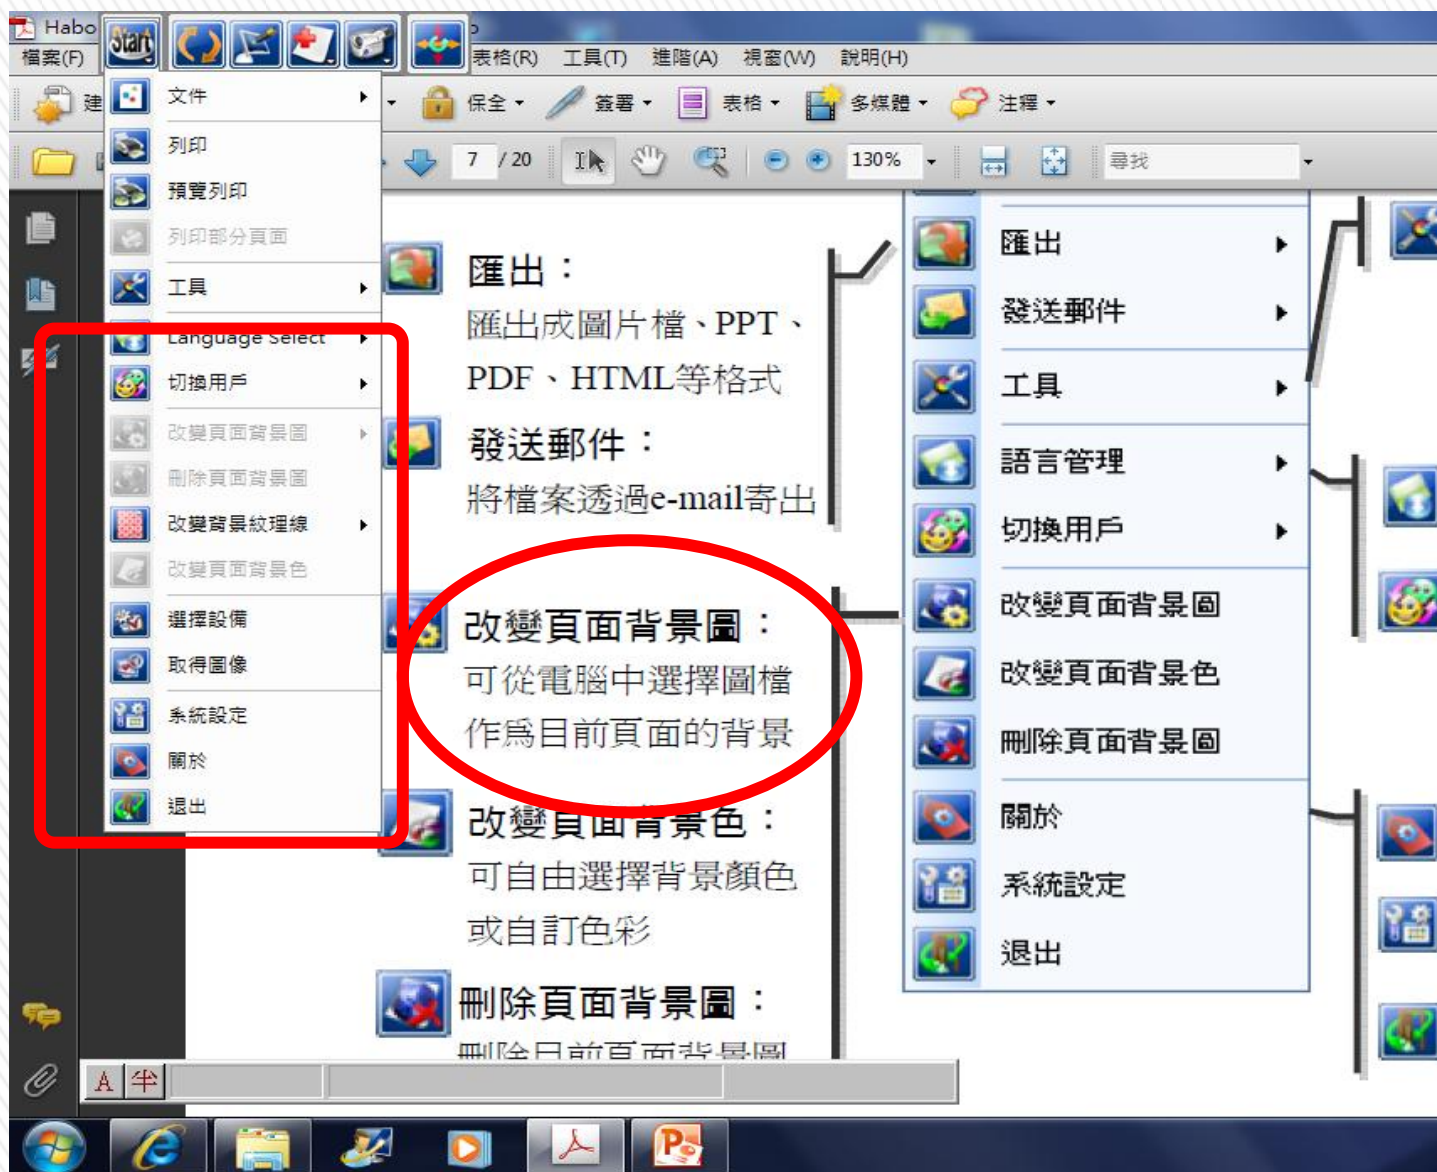 Habo
Start
檔案(F)
表格(R) 工具(T) 進階(A) 視窗(W) 說明(H)
建
保全
簽署
表格
多媒體
注釋
7 / 20
130%
尋找
文件
列印
預覽列印
列印部分頁面
工具
Language Select
切換用戶
改變頁面背景圖
刪除頁面背景圖
改變背景紋理線
改變頁面背景色
選擇設備
取得圖像
系統設定
關於
退出
匯出：
匯出成圖片檔、PPT、
PDF、HTML等格式
發送郵件：
將檔案透過e-mail寄出
改變頁面背景圖：
可從電腦中選擇圖檔
作為目前頁面的背景
改變頁面背景色：
可自由選擇背景顏色
或自訂色彩
刪除頁面背景圖：
刪除目前頁面背景圖
匯出
發送郵件
工具
語言管理
切換用戶
改變頁面背景圖
改變頁面背景色
刪除頁面背景圖
關於
系統設定
退出
A 半